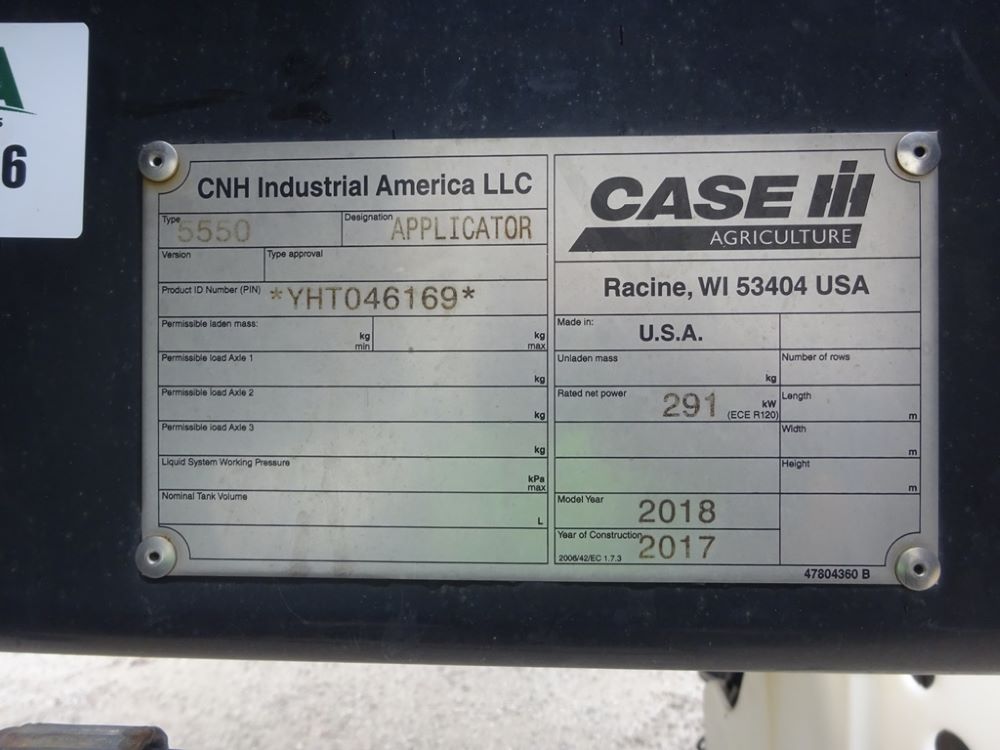 A
s
6
CNH Industrial America LLC
Type 5550 Designation APPLICATOR
Version Type approval
Product ID Number (PIN) *YHT046169*
Permissible laden mass: kg min kg max
Permissible load Axle 1 kg
Permissible load Axle 2 kg
Permissible load Axle 3 kg
Liquid System Working Pressure kPa max
Nominal Tank Volume L
CASE IH
AGRICULTURE
Racine, WI 53404 USA
Made in: U.S.A.
Unladen mass kg Number of rows
Rated net power 291 kW (ECE R120) Length m
Width m
Height m
Model Year 2018
Year of Construction 2017
2006/42/EC 1.7.3
47804360 B